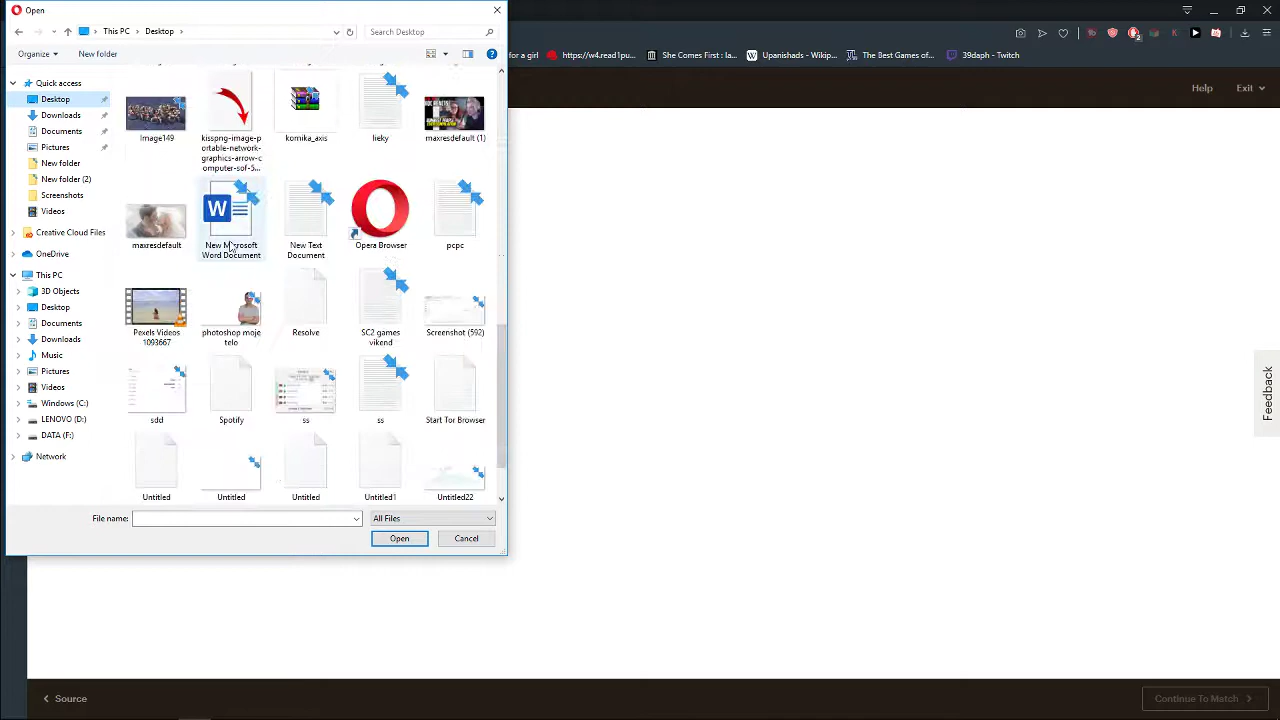 Open
This PC
Desktop
Search Desktop
Organize
New folder
for a girl
https://w4.read1pu...
She Comes First: Ia...
Upanishads - Wikip...
The Best Games of...
39daph - Twitch
Help
Exit
Quick access
Desktop
Downloads
Documents
Pictures
New folder
New folder (2)
Screenshots
Videos
Creative Cloud Files
OneDrive
This PC
3D Objects
Desktop
Documents
Downloads
Music
Pictures
Videos
Windows (C:)
LENOVO (D:)
DATA (F:)
Network
Image149
kisspng-image-p
ortable-network-
graphics-arrow-c
omputer-sof-5...
komika_axis
lieky
maxresdefault (1)
maxresdefault
New Microsoft
Word Document
New Text
Document
Opera Browser
pcpc
Pexels Videos
1093667
photoshop moje
telo
Resolve
SC2 games
vikend
Screenshot (592)
sdd
Spotify
ss
ss
Start Tor Browser
Untitled
Untitled
Untitled
Untitled1
Untitled22
File name:
All Files
Open
Cancel
Feedback
Source
Continue To Match